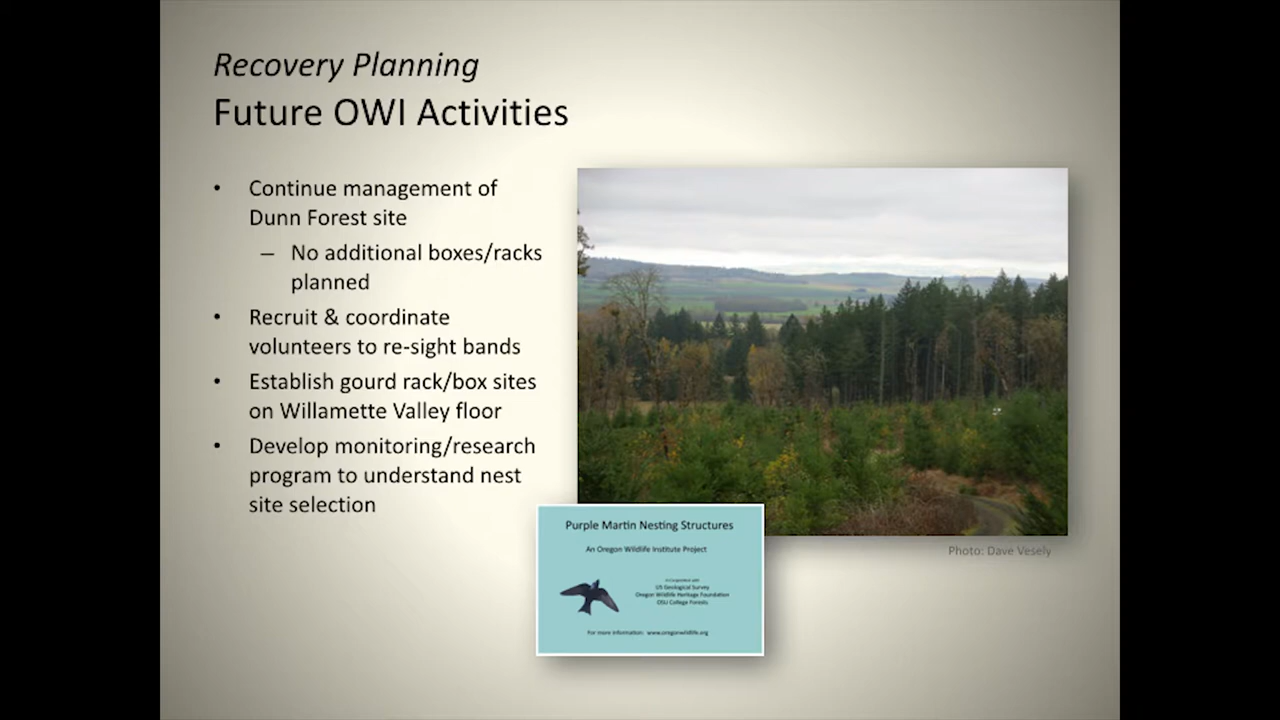 Recovery Planning
Future OWI Activities
• Continue management of
Dunn Forest site
– No additional boxes/racks
planned
• Recruit & coordinate
volunteers to re-sight bands
• Establish gourd rack/box sites
on Willamette Valley floor
• Develop monitoring/research
program to understand nest
site selection
Photo: Dave Vesely
Purple Martin Nesting Structures
An Oregon Wildlife Institute Project
In Cooperation with
US Geological Survey
Oregon Wildlife Heritage Foundation
OSU College Forests
For more information: www.oregonwildlife.org